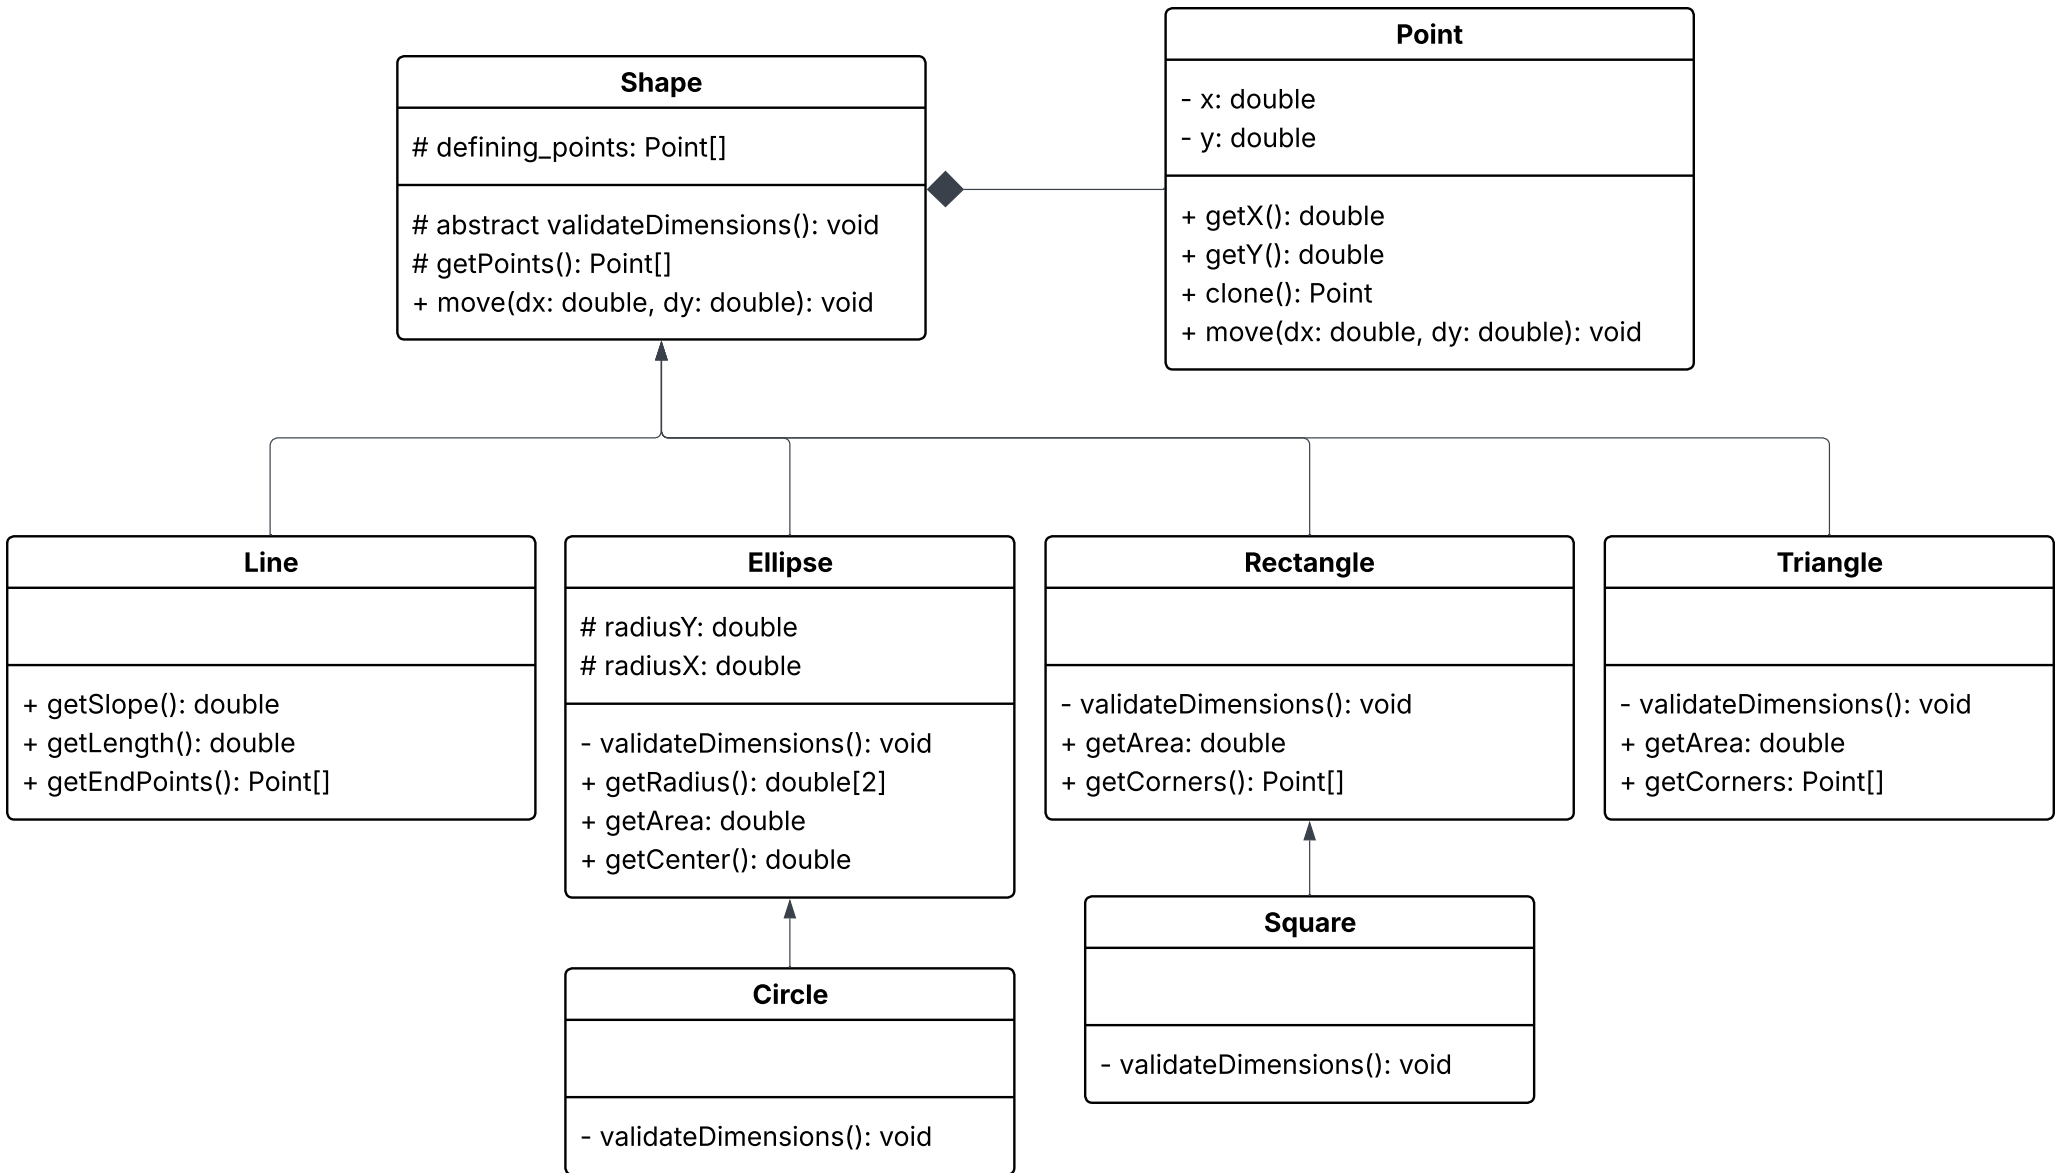 Shape
# defining_points: Point[]
# abstract validateDimensions(): void
# getPoints(): Point[]
+ move(dx: double, dy: double): void
Point
- x: double
- y: double
+ getX(): double
+ getY(): double
+ clone(): Point
+ move(dx: double, dy: double): void
Line
+ getSlope(): double
+ getLength(): double
+ getEndPoints(): Point[]
Ellipse
# radiusY: double
# radiusX: double
- validateDimensions(): void
+ getRadius(): double[2]
+ getArea: double
+ getCenter(): double
Rectangle
- validateDimensions(): void
+ getArea: double
+ getCorners(): Point[]
Triangle
- validateDimensions(): void
+ getArea: double
+ getCorners: Point[]
Circle
- validateDimensions(): void
Square
- validateDimensions(): void